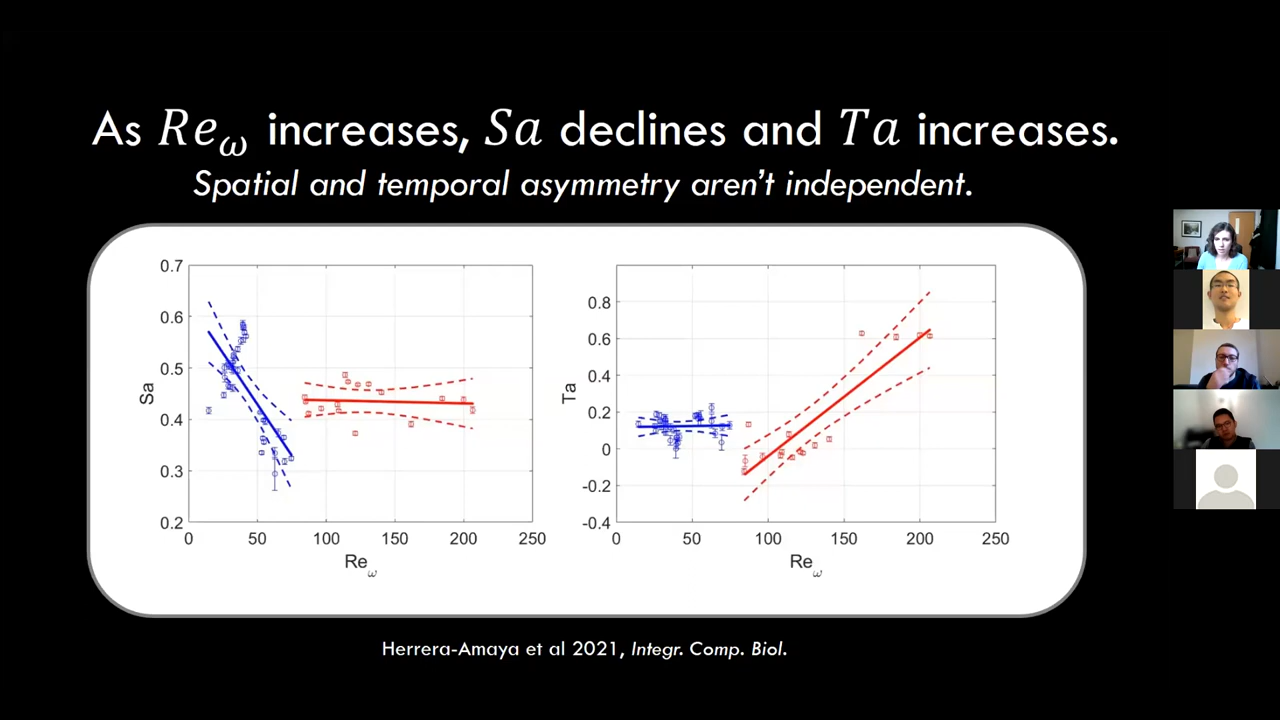 As Reω increases, Sa declines and Ta increases.
Spatial and temporal asymmetry aren't independent.
0.7
0.6
0.5
0.4
0.3
0.2
Sa
0 50 100 150 200 250
Reω
0.8
0.6
0.4
0.2
0
-0.2
-0.4
Ta
0 50 100 150 200 250
Reω
Herrera-Amaya et al 2021, Integr. Comp. Biol.